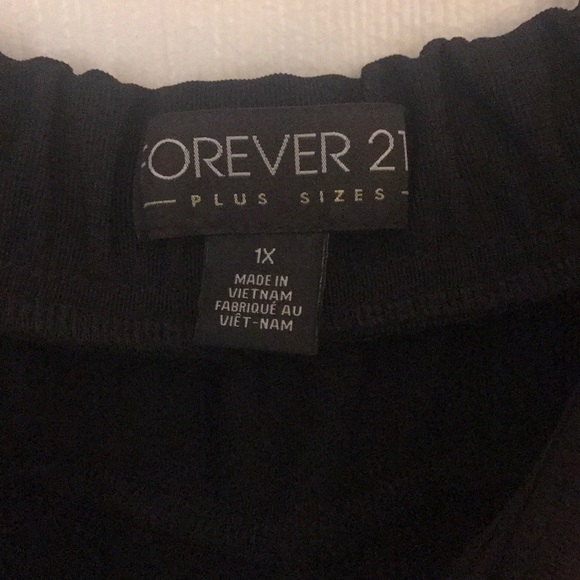 FOREVER 21
PLUS SIZES
1X
MADE IN
VIETNAM
FABRIQUÉ AU
VIÊT-NAM